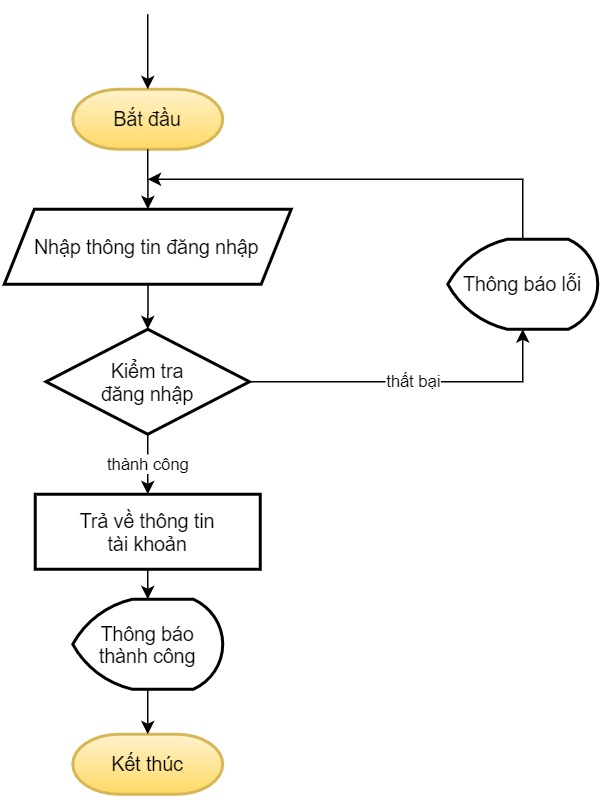 Bắt đầu
Nhập thông tin đăng nhập
Thông báo lỗi
Kiểm tra
đăng nhập
thất bại
thành công
Trả về thông tin
tài khoản
Thông báo
thành công
Kết thúc